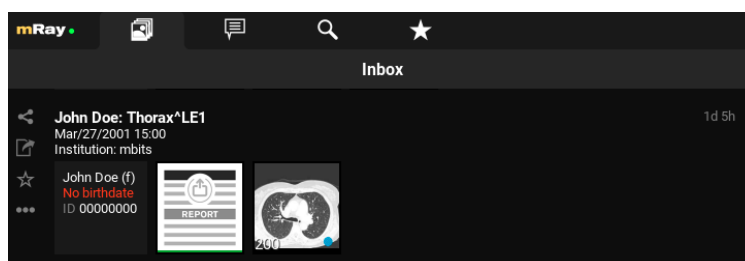 mRay
Inbox
John Doe: Thorax^LE1
1d 5h
Mar/27/2001 15:00
Institution: mbits
John Doe (f)
No birthdate
ID 00000000
REPORT
200